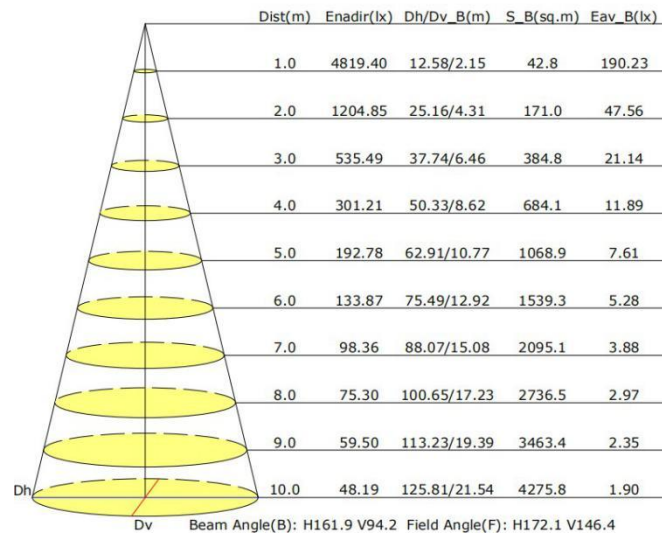 Dist(m) Enadir(lx) Dh/Dv_B(m) S_B(sq.m) Eav_B(lx)
1.0 4819.40 12.58/2.15 42.8 190.23
2.0 1204.85 25.16/4.31 171.0 47.56
3.0 535.49 37.74/6.46 384.8 21.14
4.0 301.21 50.33/8.62 684.1 11.89
5.0 192.78 62.91/10.77 1068.9 7.61
6.0 133.87 75.49/12.92 1539.3 5.28
7.0 98.36 88.07/15.08 2095.1 3.88
8.0 75.30 100.65/17.23 2736.5 2.97
9.0 59.50 113.23/19.39 3463.4 2.35
Dh 10.0 48.19 125.81/21.54 4275.8 1.90
Dv Beam Angle(B): H161.9 V94.2 Field Angle(F): H172.1 V146.4